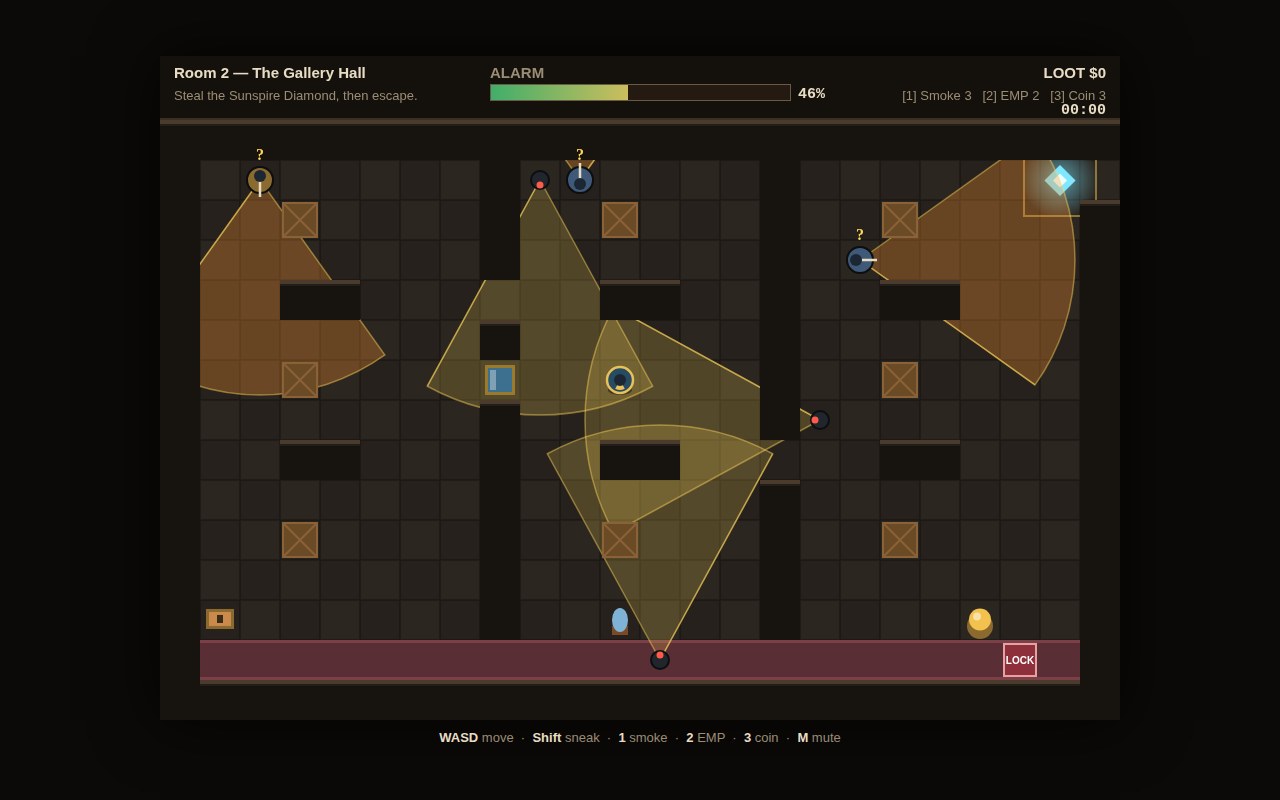 Room 2 — The Gallery Hall
Steal the Sunspire Diamond, then escape.
ALARM
46%
LOOT $0
[1] Smoke 3 [2] EMP 2 [3] Coin 3
00:00
?
?
?
LOCK
WASD move · Shift sneak · 1 smoke · 2 EMP · 3 coin · M mute